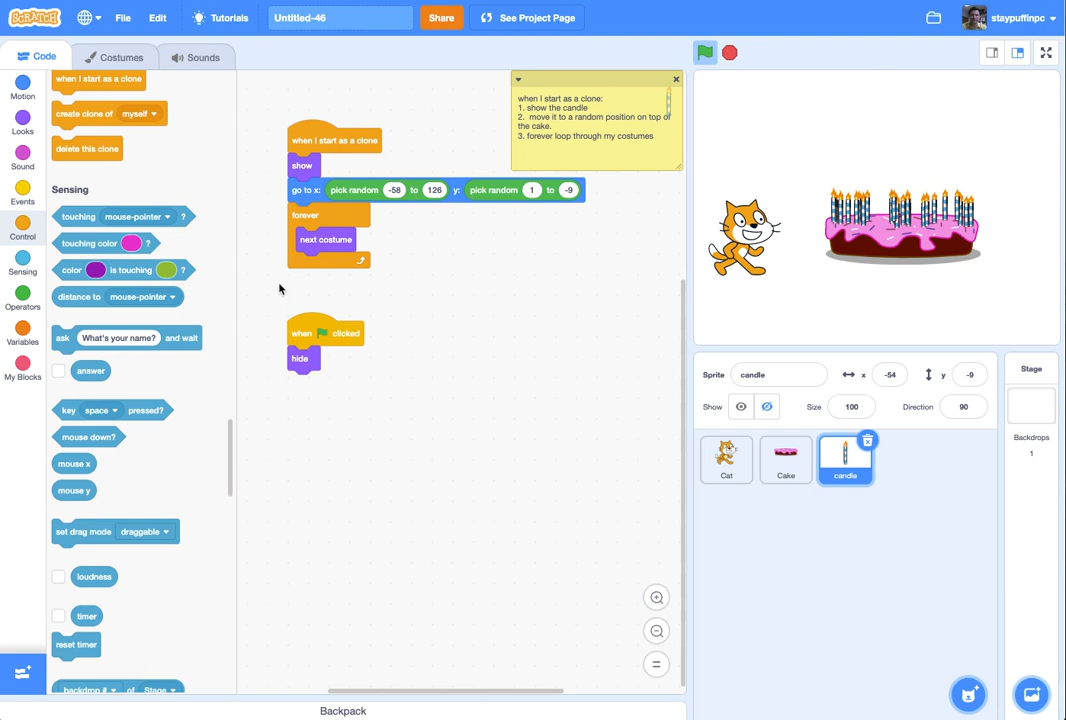 SCRATCH
File
Edit
Tutorials
Untitled-46
Share
See Project Page
staypuffinpc
Code
Costumes
Sounds
Motion
Looks
Sound
Events
Control
Sensing
Operators
Variables
My Blocks
when I start as a clone
create clone of myself
delete this clone
Sensing
touching mouse-pointer ?
touching color ?
color is touching ?
distance to mouse-pointer
ask What's your name? and wait
answer
key space pressed?
mouse down?
mouse x
mouse y
set drag mode draggable
loudness
timer
reset timer
backdrop # of Stage
when I start as a clone
show
go to x: pick random -58 to 126 y: pick random 1 to -9
forever
next costume
when clicked
hide
when I start as a clone:
1. show the candle
2. move it to a random position on top of
the cake.
3. forever loop through my costumes
Sprite candle x -54 y -9
Show Size 100 Direction 90
Cat
Cake
candle
Stage
Backdrops
1
Backpack